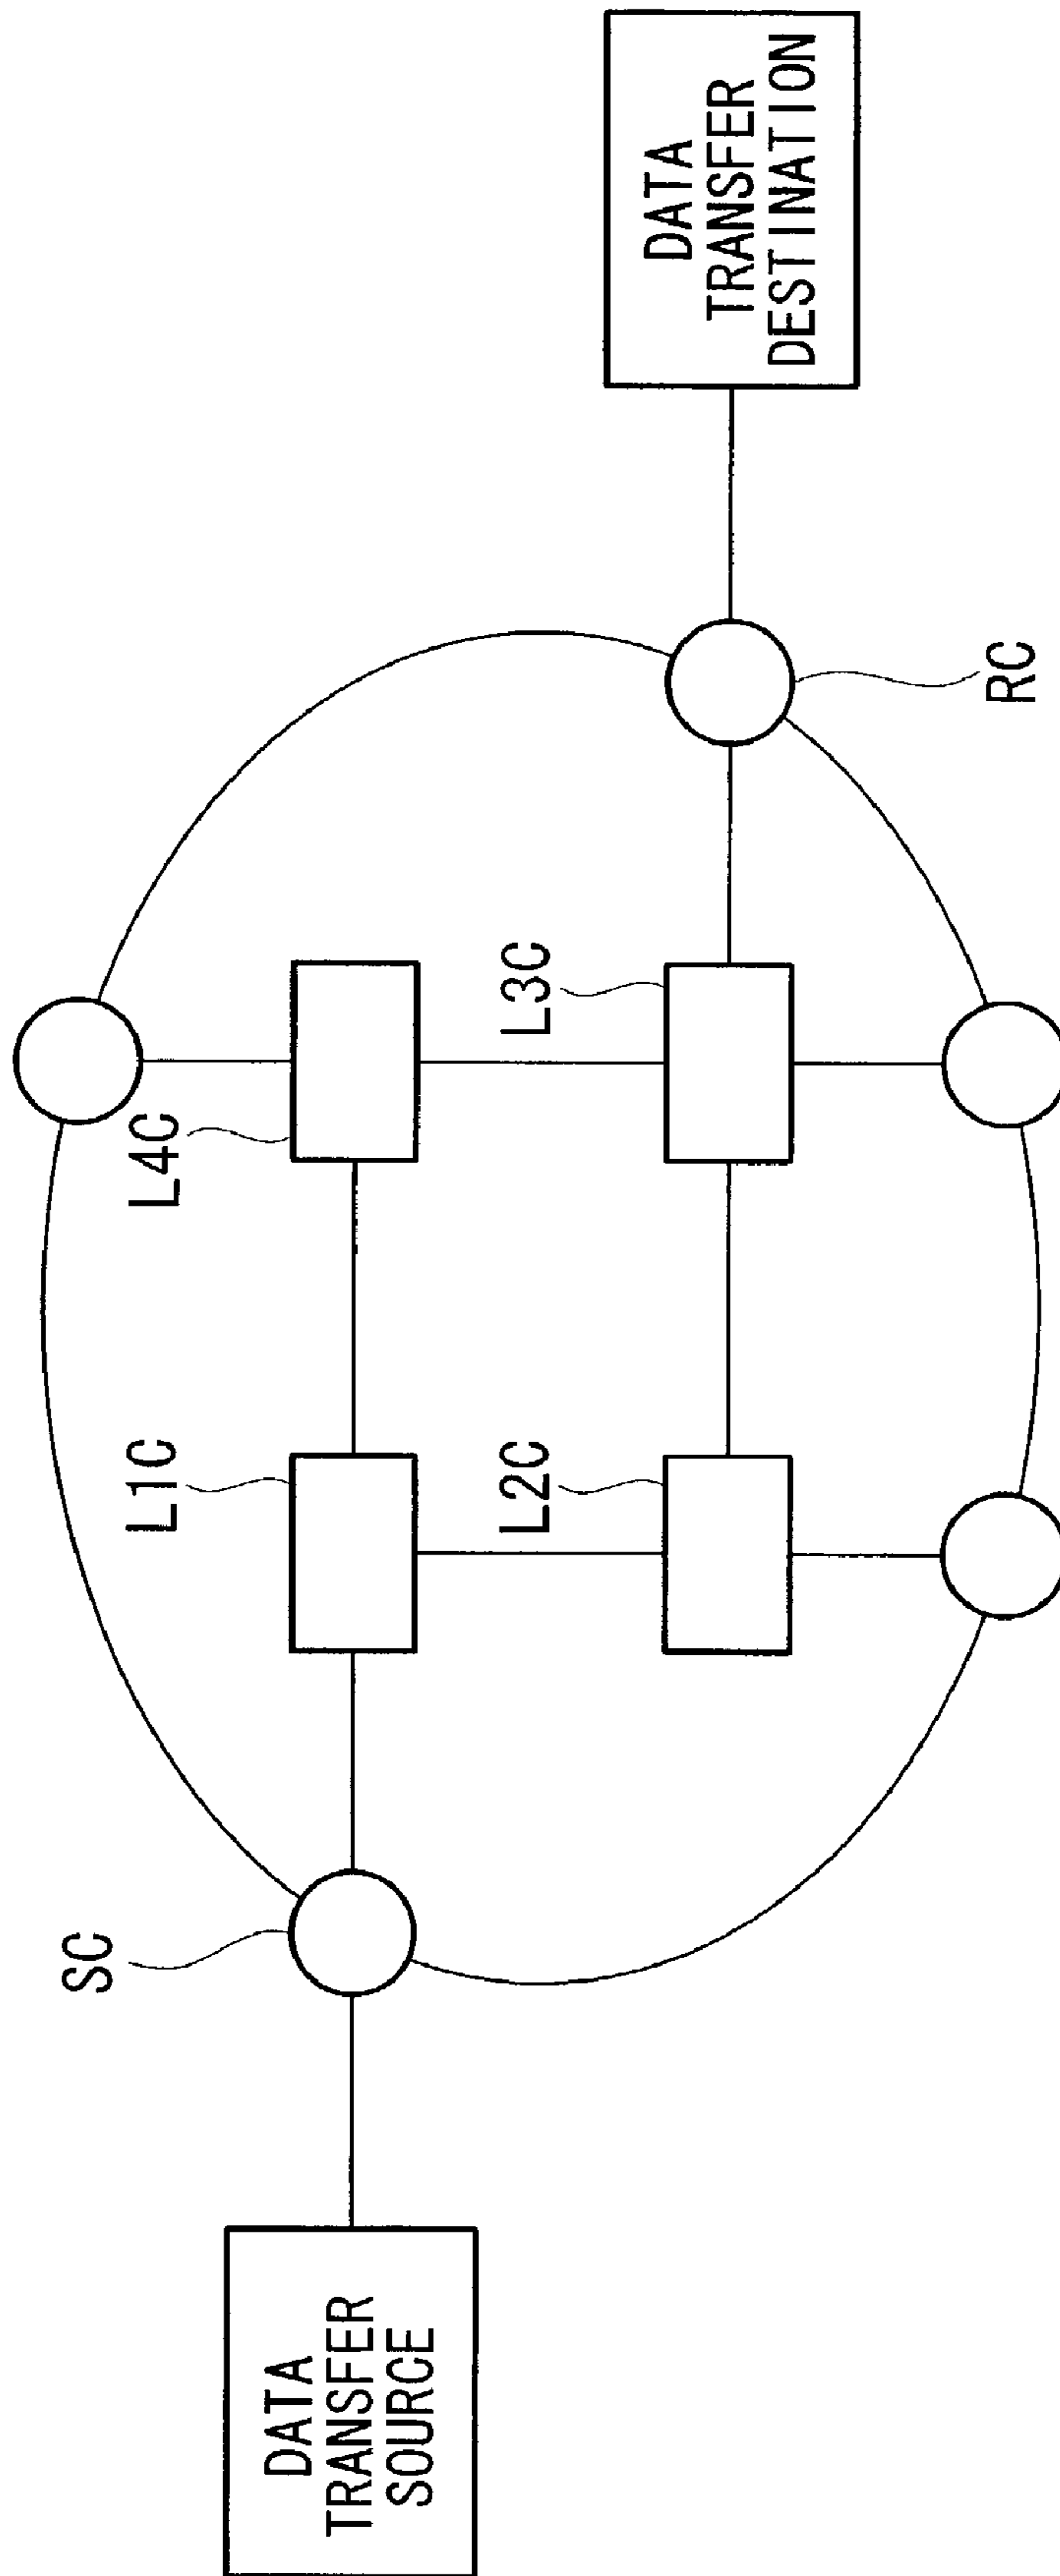 DATA
TRANSFER
SOURCE
SC
L1C
L2C
L4C
L3C
RC
DATA
TRANSFER
DESTINATION